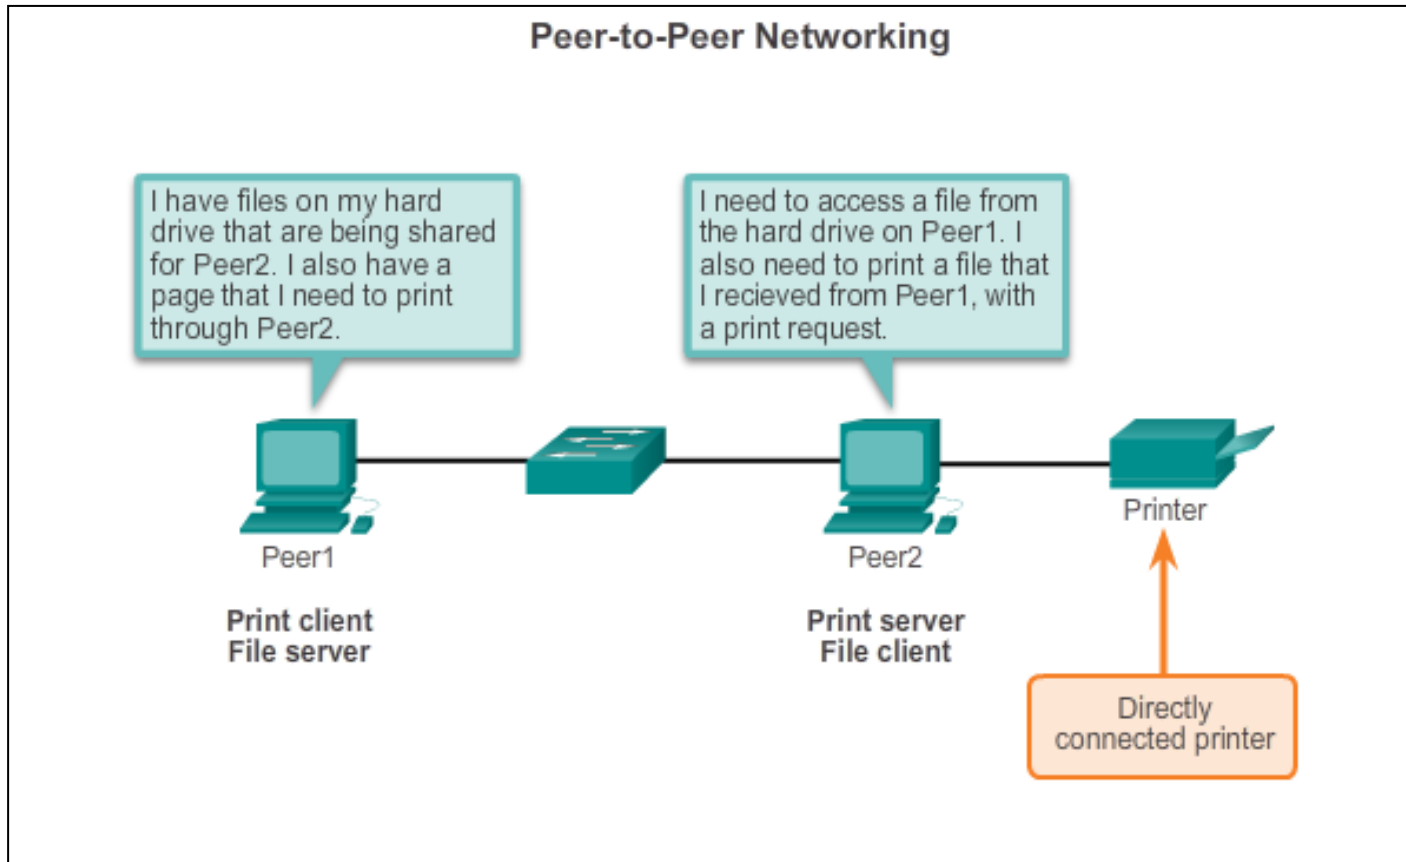 Peer-to-Peer Networking
I have files on my hard
drive that are being shared
for Peer2. I also have a
page that I need to print
through Peer2.
I need to access a file from
the hard drive on Peer1. I
also need to print a file that
I recieved from Peer1, with
a print request.
Peer1
Print client
File server
Peer2
Print server
File client
Printer
Directly
connected printer